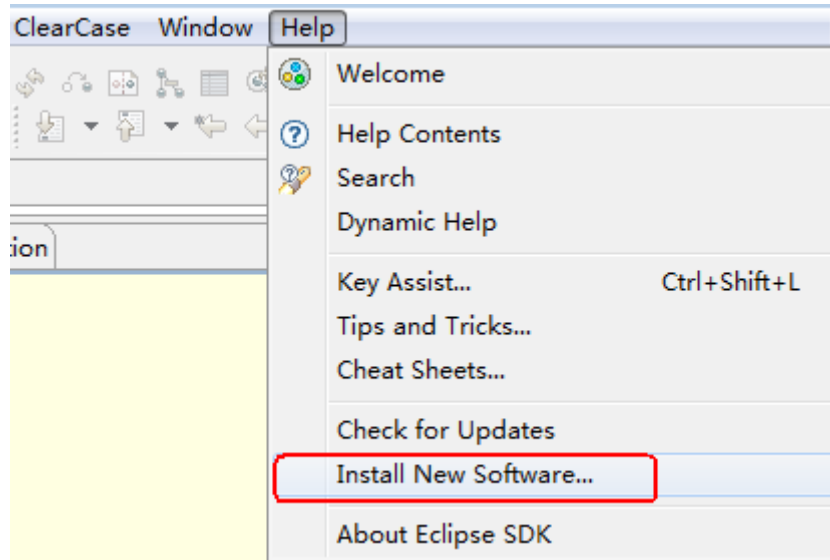 ClearCase Window Help
Welcome
Help Contents
Search
Dynamic Help
tion
Key Assist... Ctrl+Shift+L
Tips and Tricks...
Cheat Sheets...
Check for Updates
Install New Software...
About Eclipse SDK